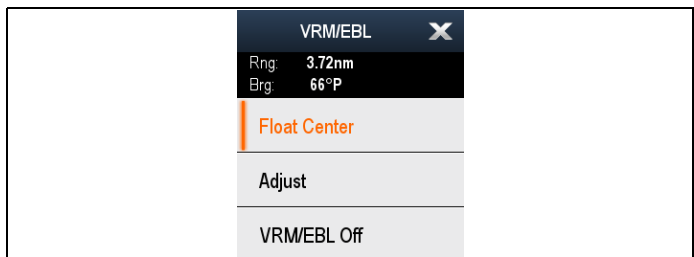 VRM/EBL X
Rng: 3.72nm
Brg: 66°P
Float Center
Adjust
VRM/EBL Off